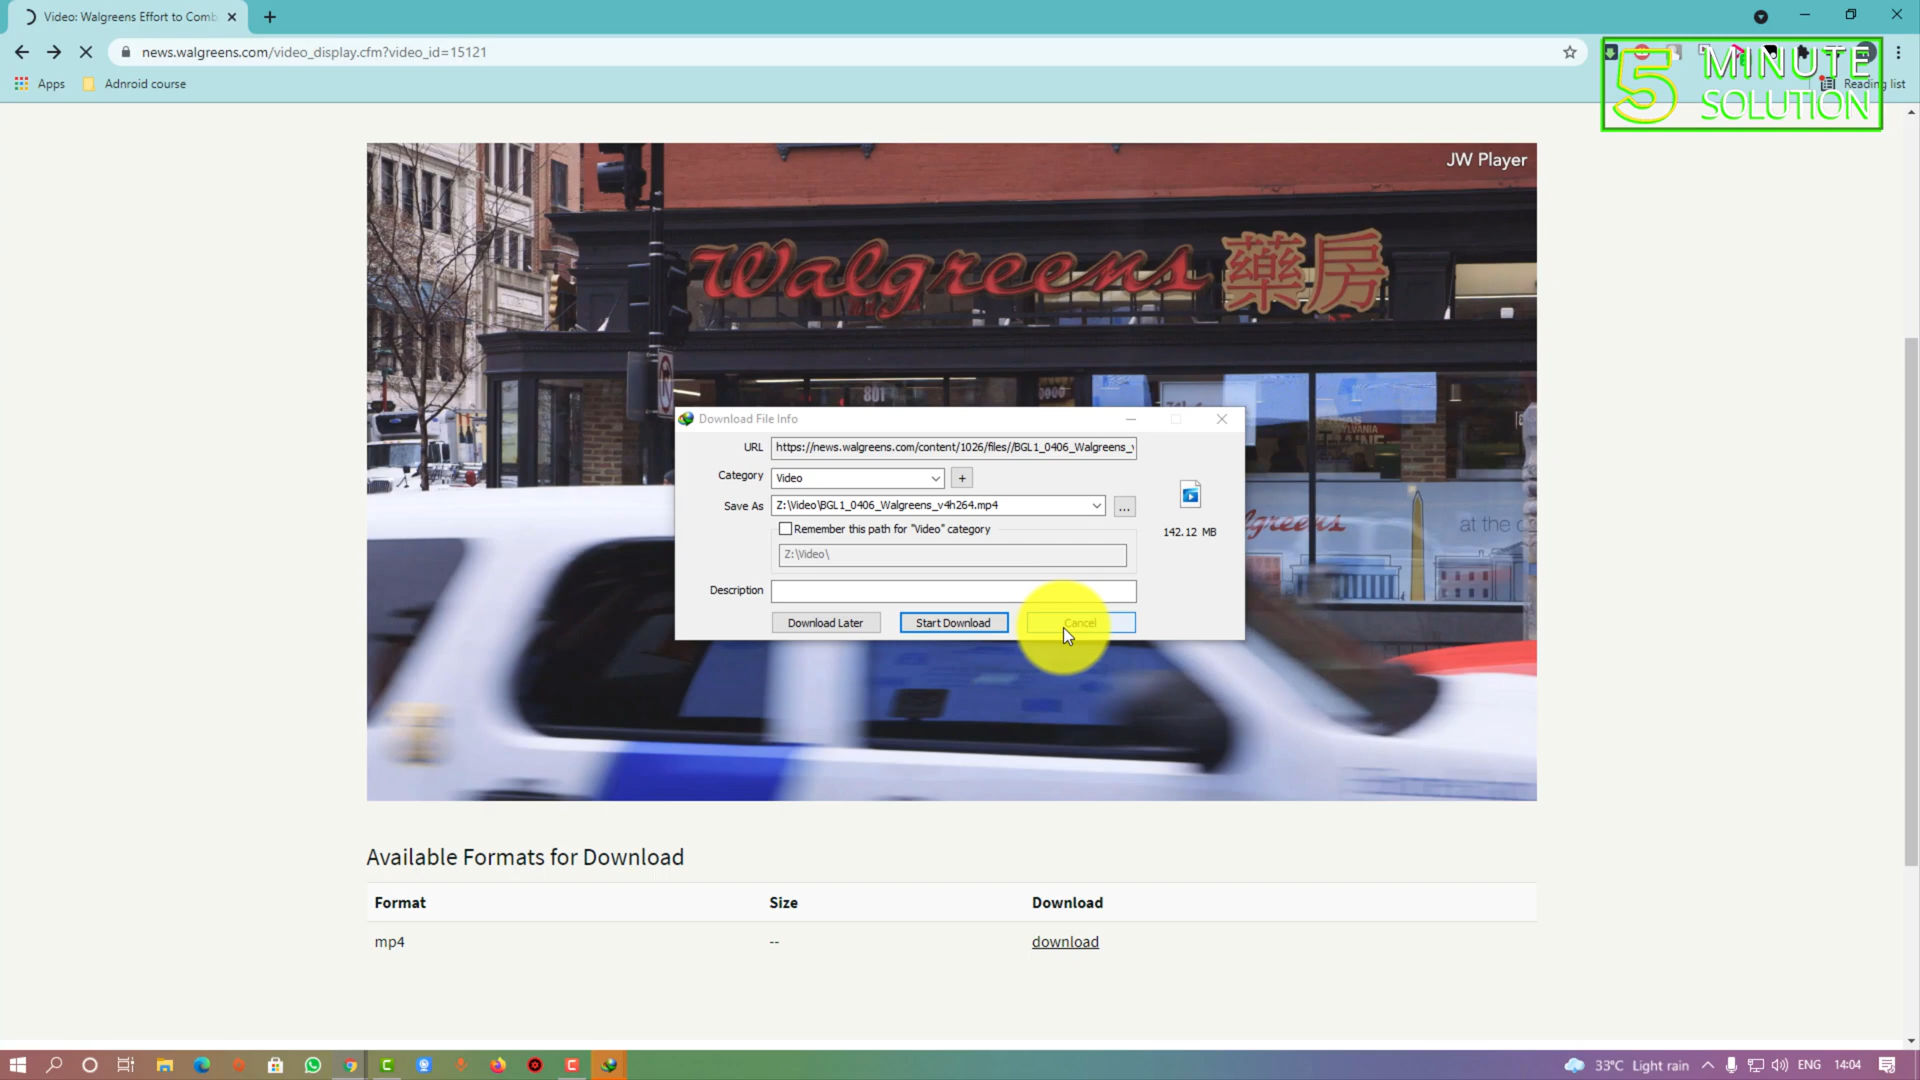 Video: Walgreens Effort to Comb
news.walgreens.com/video_display.cfm?video_id=15121
Apps
Adnroid course
Reading list
5 MINUTE SOLUTION
JW Player
Walgreens 藥房
801
Download File Info
URL
https://news.walgreens.com/content/1026/files//BGL1_0406_Walgreens_v
Category
Video
+
Save As
Z:\Video\BGL1_0406_Walgreens_v4h264.mp4
...
142.12 MB
Remember this path for "Video" category
Z:\Video\
Description
Download Later
Start Download
Cancel
at the
Available Formats for Download
Format Size Download
mp4 -- download
33°C Light rain
ENG
14:04